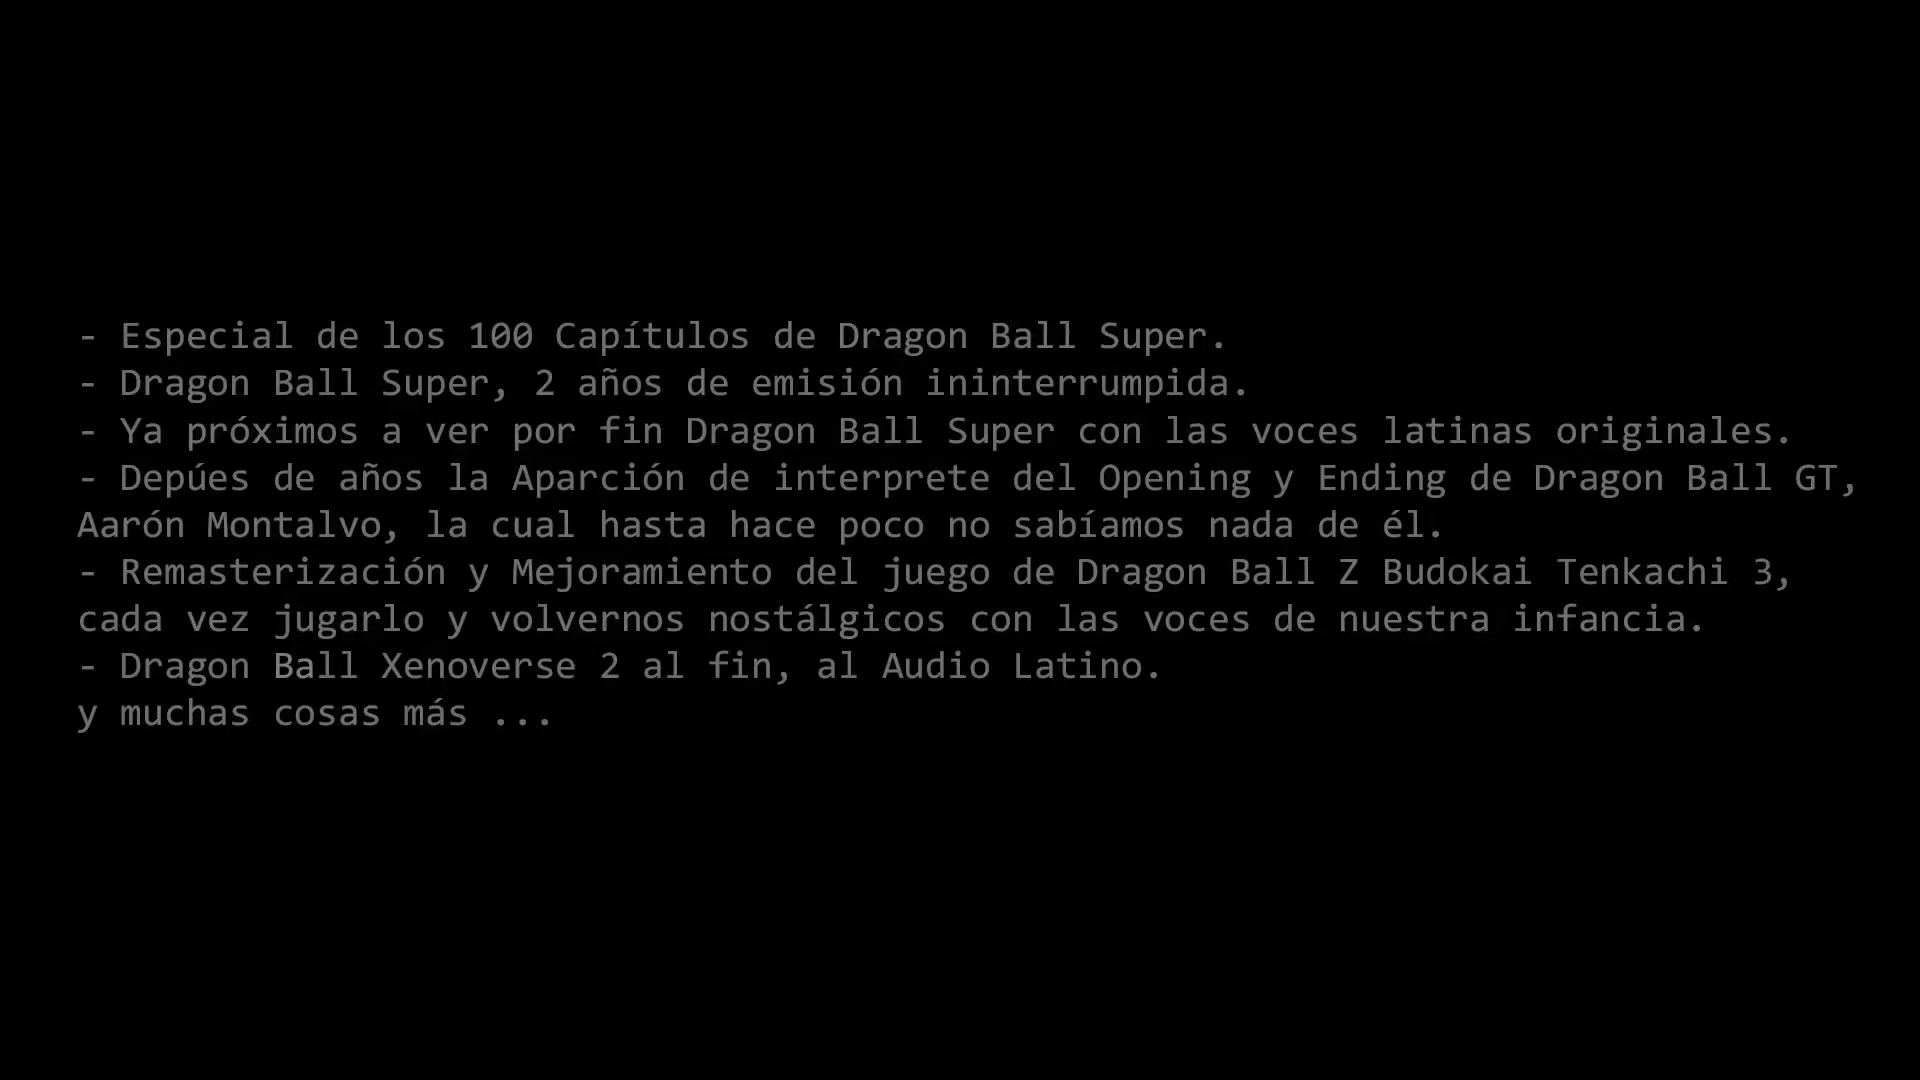 - Especial de los 100 Capítulos de Dragon Ball Super.
- Dragon Ball Super, 2 años de emisión ininterrumpida.
- Ya próximos a ver por fin Dragon Ball Super con las voces latinas originales.
- Depúes de años la Aparción de interprete del Opening y Ending de Dragon Ball GT,
Aarón Montalvo, la cual hasta hace poco no sabíamos nada de él.
- Remasterización y Mejoramiento del juego de Dragon Ball Z Budokai Tenkachi 3,
cada vez jugarlo y volvernos nostálgicos con las voces de nuestra infancia.
- Dragon Ball Xenoverse 2 al fin, al Audio Latino.
y muchas cosas más ...